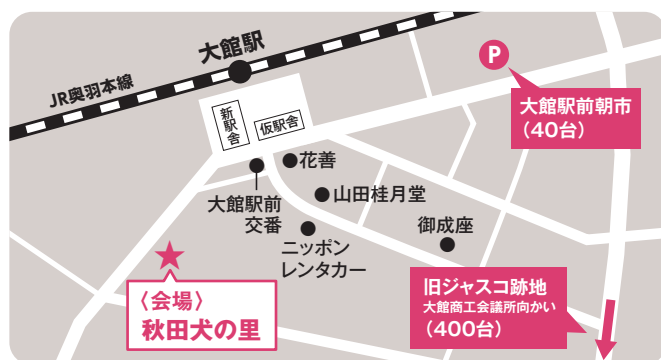 大館駅
JR奥羽本線
P
大館駅前朝市
（40台）
新駅舎
仮駅舎
花善
大館駅前
交番
山田桂月堂
ニッポン
レンタカー
御成座
〈会場〉
秋田犬の里
旧ジャスコ跡地
大館商工会議所向かい
（400台）